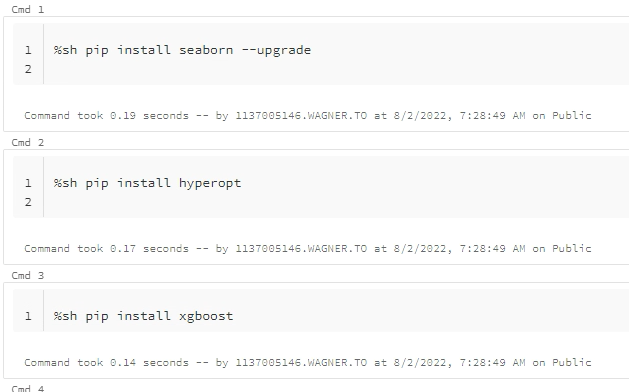 Cmd 1
1 %sh pip install seaborn --upgrade
2
Command took 0.19 seconds -- by 1137005146.WAGNER.TO at 8/2/2022, 7:28:49 AM on Public
Cmd 2
1 %sh pip install hyperopt
2
Command took 0.17 seconds -- by 1137005146.WAGNER.TO at 8/2/2022, 7:28:49 AM on Public
Cmd 3
1 %sh pip install xgboost
Command took 0.14 seconds -- by 1137005146.WAGNER.TO at 8/2/2022, 7:28:49 AM on Public
Cmd 4